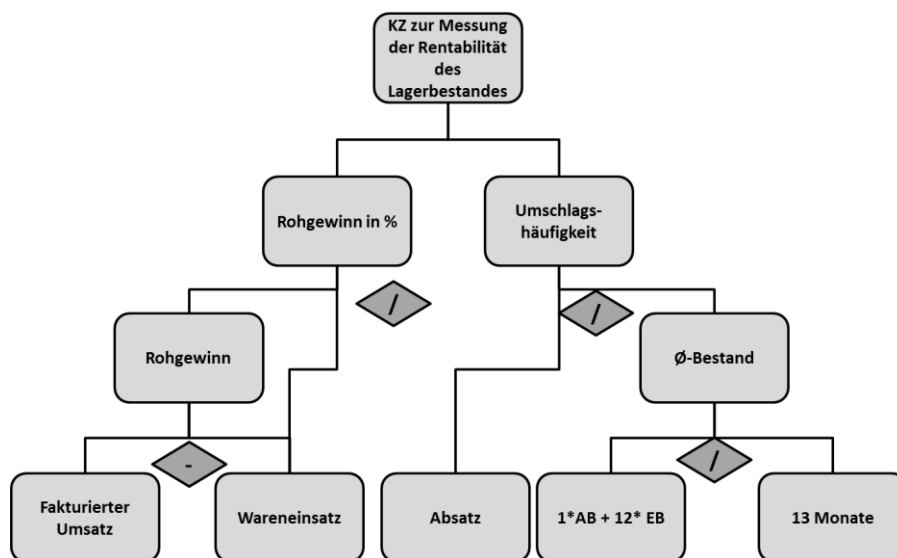 KZ zur Messung
der Rentabilität
des
Lagerbestandes
Rohgewinn in %
Umschlags-
häufigkeit
/
/
Rohgewinn
Ø-Bestand
-
/
Fakturierter
Umsatz
Wareneinsatz
Absatz
1*AB + 12* EB
13 Monate